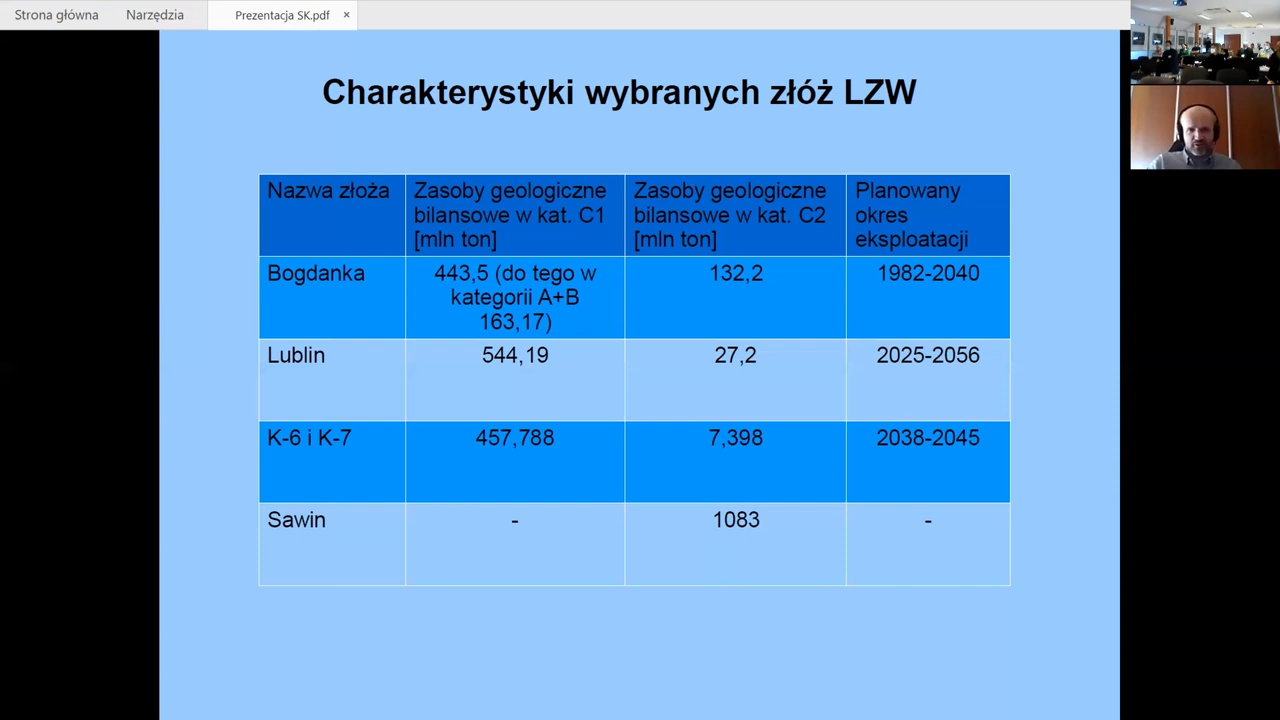 Strona główna
Narzędzia
Prezentacja SK.pdf
×
Charakterystyki wybranych złóż LZW
Nazwa złoża
Zasoby geologiczne
bilansowe w kat. C1
[mln ton]
Zasoby geologiczne
bilansowe w kat. C2
[mln ton]
Planowany
okres
eksploatacji
Bogdanka
443,5 (do tego w
kategorii A+B
163,17)
132,2
1982-2040
Lublin
544,19
27,2
2025-2056
K-6 i K-7
457,788
7,398
2038-2045
Sawin
-
1083
-